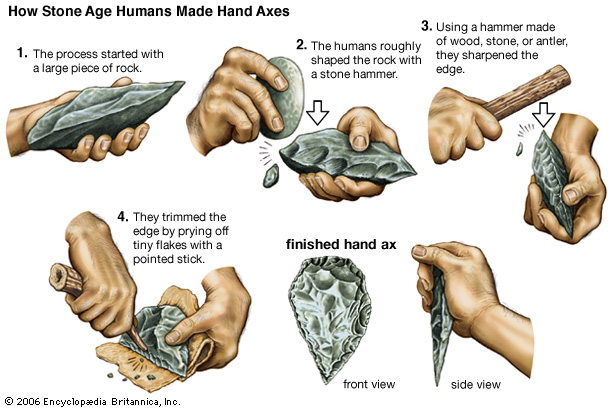 How Stone Age Humans Made Hand Axes
1. The process started with
a large piece of rock.
2. The humans roughly
shaped the rock with
a stone hammer.
3. Using a hammer made
of wood, stone, or antler,
they sharpened the
edge.
4. They trimmed the
edge by prying off
tiny flakes with a
pointed stick.
finished hand ax
front view
side view
© 2006 Encyclopædia Britannica, Inc.